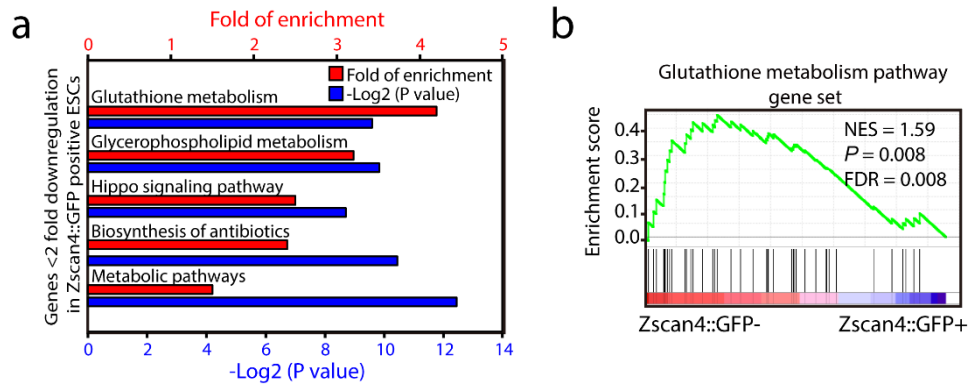 a
Fold of enrichment
0 1 2 3 4 5
Genes <2 fold downregulation
in Zscan4::GFP positive ESCs
Fold of enrichment
-Log2 (P value)
Glutathione metabolism
Glycerophospholipid metabolism
Hippo signaling pathway
Biosynthesis of antibiotics
Metabolic pathways
0 2 4 6 8 10 12 14
-Log2 (P value)
b
Glutathione metabolism pathway
gene set
Enrichment score
0.4
0.3
0.2
0.1
0.0
NES = 1.59
P = 0.008
FDR = 0.008
Zscan4::GFP- Zscan4::GFP+